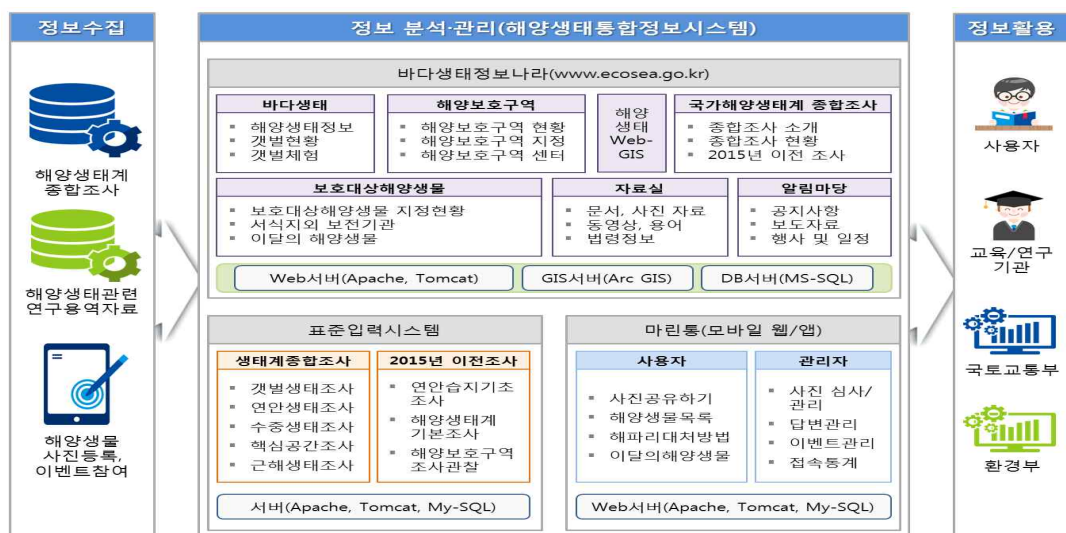 정보수집
해양생태계
종합조사
해양생태관련
연구용역자료
해양생물
사진등록,
이벤트참여
정보 분석·관리(해양생태통합정보시스템)
바다생태정보나라(www.ecosea.go.kr)
바다생태
▪ 해양생태정보
▪ 갯벌현황
▪ 갯벌체험
해양보호구역
▪ 해양보호구역 현황
▪ 해양보호구역 지정
▪ 해양보호구역 센터
해양
생태
Web-
GIS
국가해양생태계 종합조사
▪ 종합조사 소개
▪ 종합조사 현황
▪ 2015년 이전 조사
보호대상해양생물
▪ 보호대상해양생물 지정현황
▪ 서식지외 보전기관
▪ 이달의 해양생물
자료실
▪ 문서, 사진 자료
▪ 동영상, 용어
▪ 법령정보
알림마당
▪ 공지사항
▪ 보도자료
▪ 행사 및 일정
Web서버(Apache, Tomcat)
GIS서버(Arc GIS)
DB서버(MS-SQL)
표준입력시스템
생태계종합조사
▪ 갯벌생태조사
▪ 연안생태조사
▪ 수중생태조사
▪ 핵심공간조사
▪ 근해생태조사
2015년 이전조사
▪ 연안습지기초
조사
▪ 해양생태계
기본조사
▪ 해양보호구역
조사관찰
서버(Apache, Tomcat, My-SQL)
마린통(모바일 웹/앱)
사용자
▪ 사진공유하기
▪ 해양생물목록
▪ 해파리대처방법
▪ 이달의해양생물
관리자
▪ 사진 심사/
관리
▪ 답변관리
▪ 이벤트관리
▪ 접속통계
Web서버(Apache, Tomcat, My-SQL)
정보활용
사용자
교육/연구
기관
국토교통부
환경부